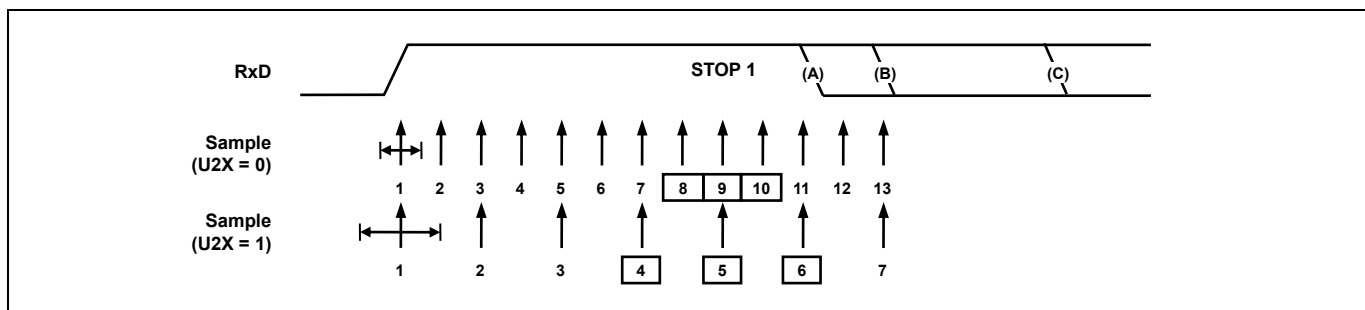 RxD
STOP 1
(A)
(B)
(C)
Sample
(U2X = 0)
1 2 3 4 5 6 7 8 9 10 11 12 13
Sample
(U2X = 1)
1 2 3 4 5 6 7